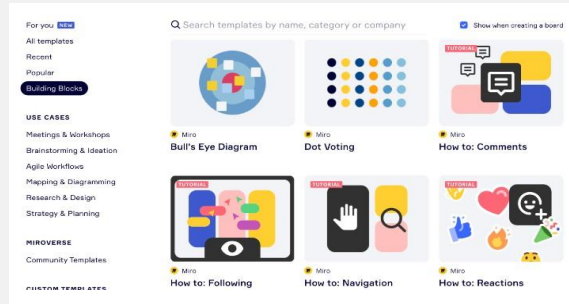 For you NEW
All templates
Recent
Popular
Building Blocks
USE CASES
Meetings & Workshops
Brainstorming & Ideation
Agile Workflows
Mapping & Diagramming
Research & Design
Strategy & Planning
MIROVERSE
Community Templates
CUSTOM TEMPLATES
Search templates by name, category or company
Show when creating a board
Miro
Bull's Eye Diagram
Miro
Dot Voting
TUTORIAL
Miro
How to: Comments
TUTORIAL
Miro
How to: Following
TUTORIAL
Miro
How to: Navigation
TUTORIAL
Miro
How to: Reactions